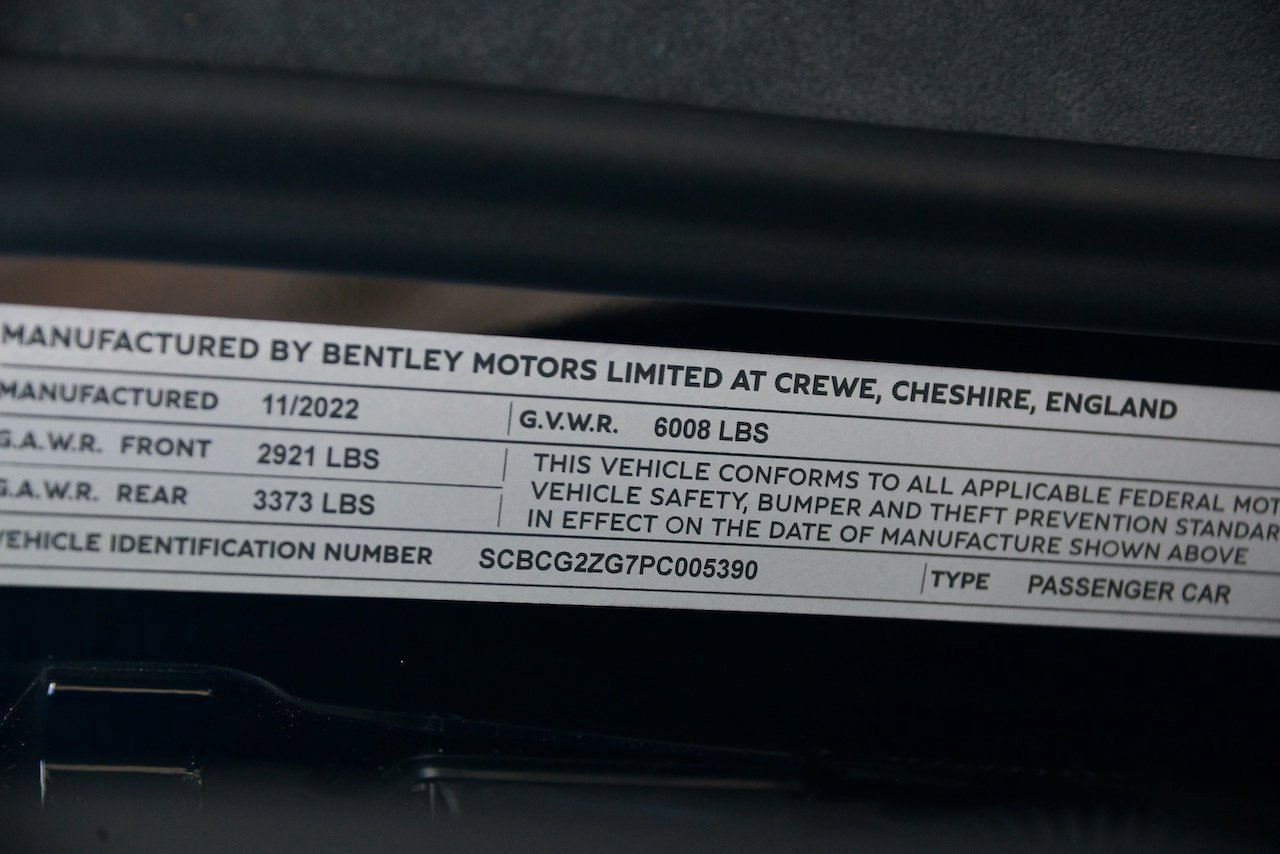 MANUFACTURED BY BENTLEY MOTORS LIMITED AT CREWE, CHESHIRE, ENGLAND
MANUFACTURED 11/2022 G.V.W.R. 6008 LBS
G.A.W.R. FRONT 2921 LBS
G.A.W.R. REAR 3373 LBS
THIS VEHICLE CONFORMS TO ALL APPLICABLE FEDERAL MOT
VEHICLE SAFETY, BUMPER AND THEFT PREVENTION STANDAR
IN EFFECT ON THE DATE OF MANUFACTURE SHOWN ABOVE
VEHICLE IDENTIFICATION NUMBER SCBCG2ZG7PC005390 TYPE PASSENGER CAR